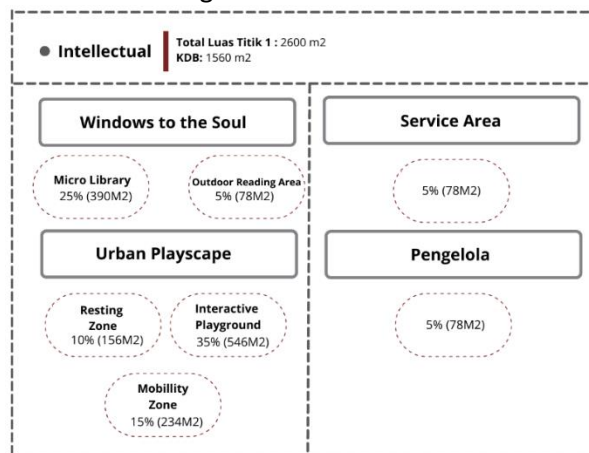 Intellectual
Total Luas Titik 1 : 2600 m2
KDB: 1560 m2
Windows to the Soul
Micro Library
25% (390M2)
Outdoor Reading Area
5% (78M2)
Service Area
5% (78M2)
Urban Playscape
Resting
Zone
10% (156M2)
Interactive
Playground
35% (546M2)
Mobillity
Zone
15% (234M2)
Pengelola
5% (78M2)